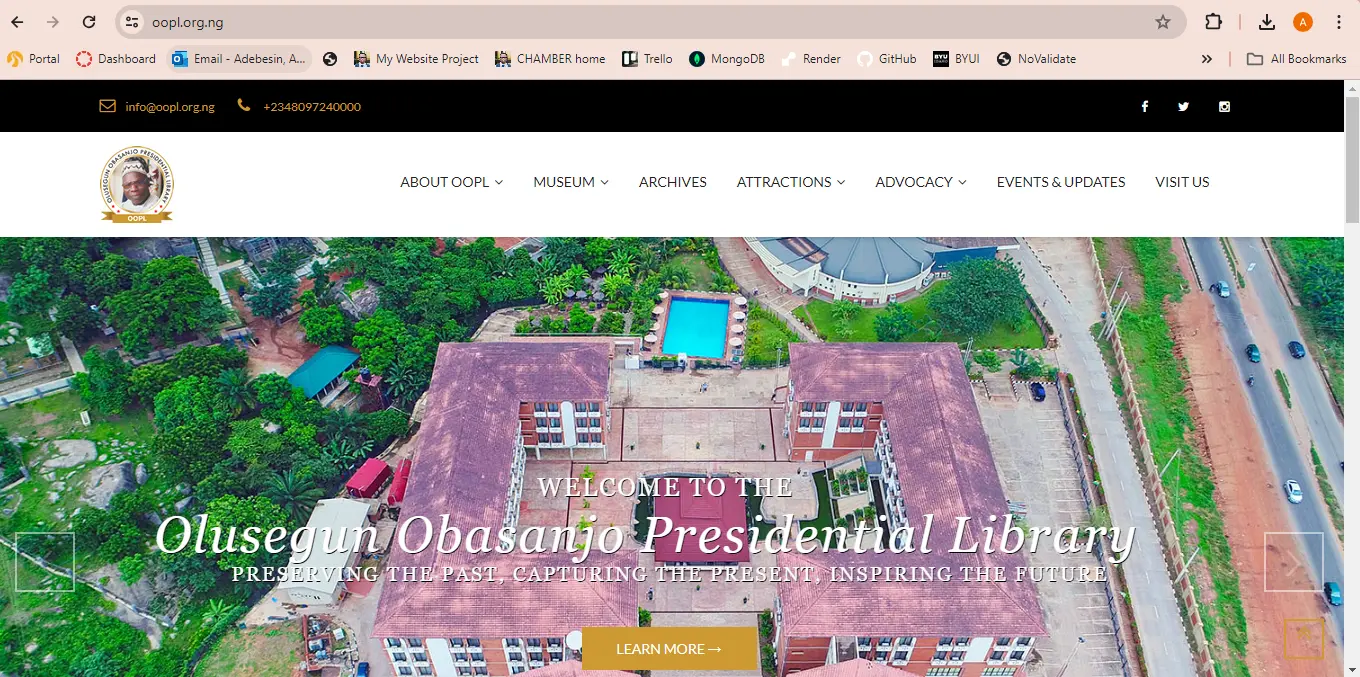 oopl.org.ng
A
Portal Dashboard Email - Adebesin, A... My Website Project CHAMBER home Trello MongoDB Render GitHub BYUI NoValidate » All Bookmarks
info@oopl.org.ng +2348097240000
OLUSEGUN OBASANJO PRESIDENTIAL LIBRARY
OOPL
ABOUT OOPL MUSEUM ARCHIVES ATTRACTIONS ADVOCACY EVENTS & UPDATES VISIT US
WELCOME TO THE
Olusegun Obasanjo Presidential Library
PRESERVING THE PAST, CAPTURING THE PRESENT, INSPIRING THE FUTURE
LEARN MORE →